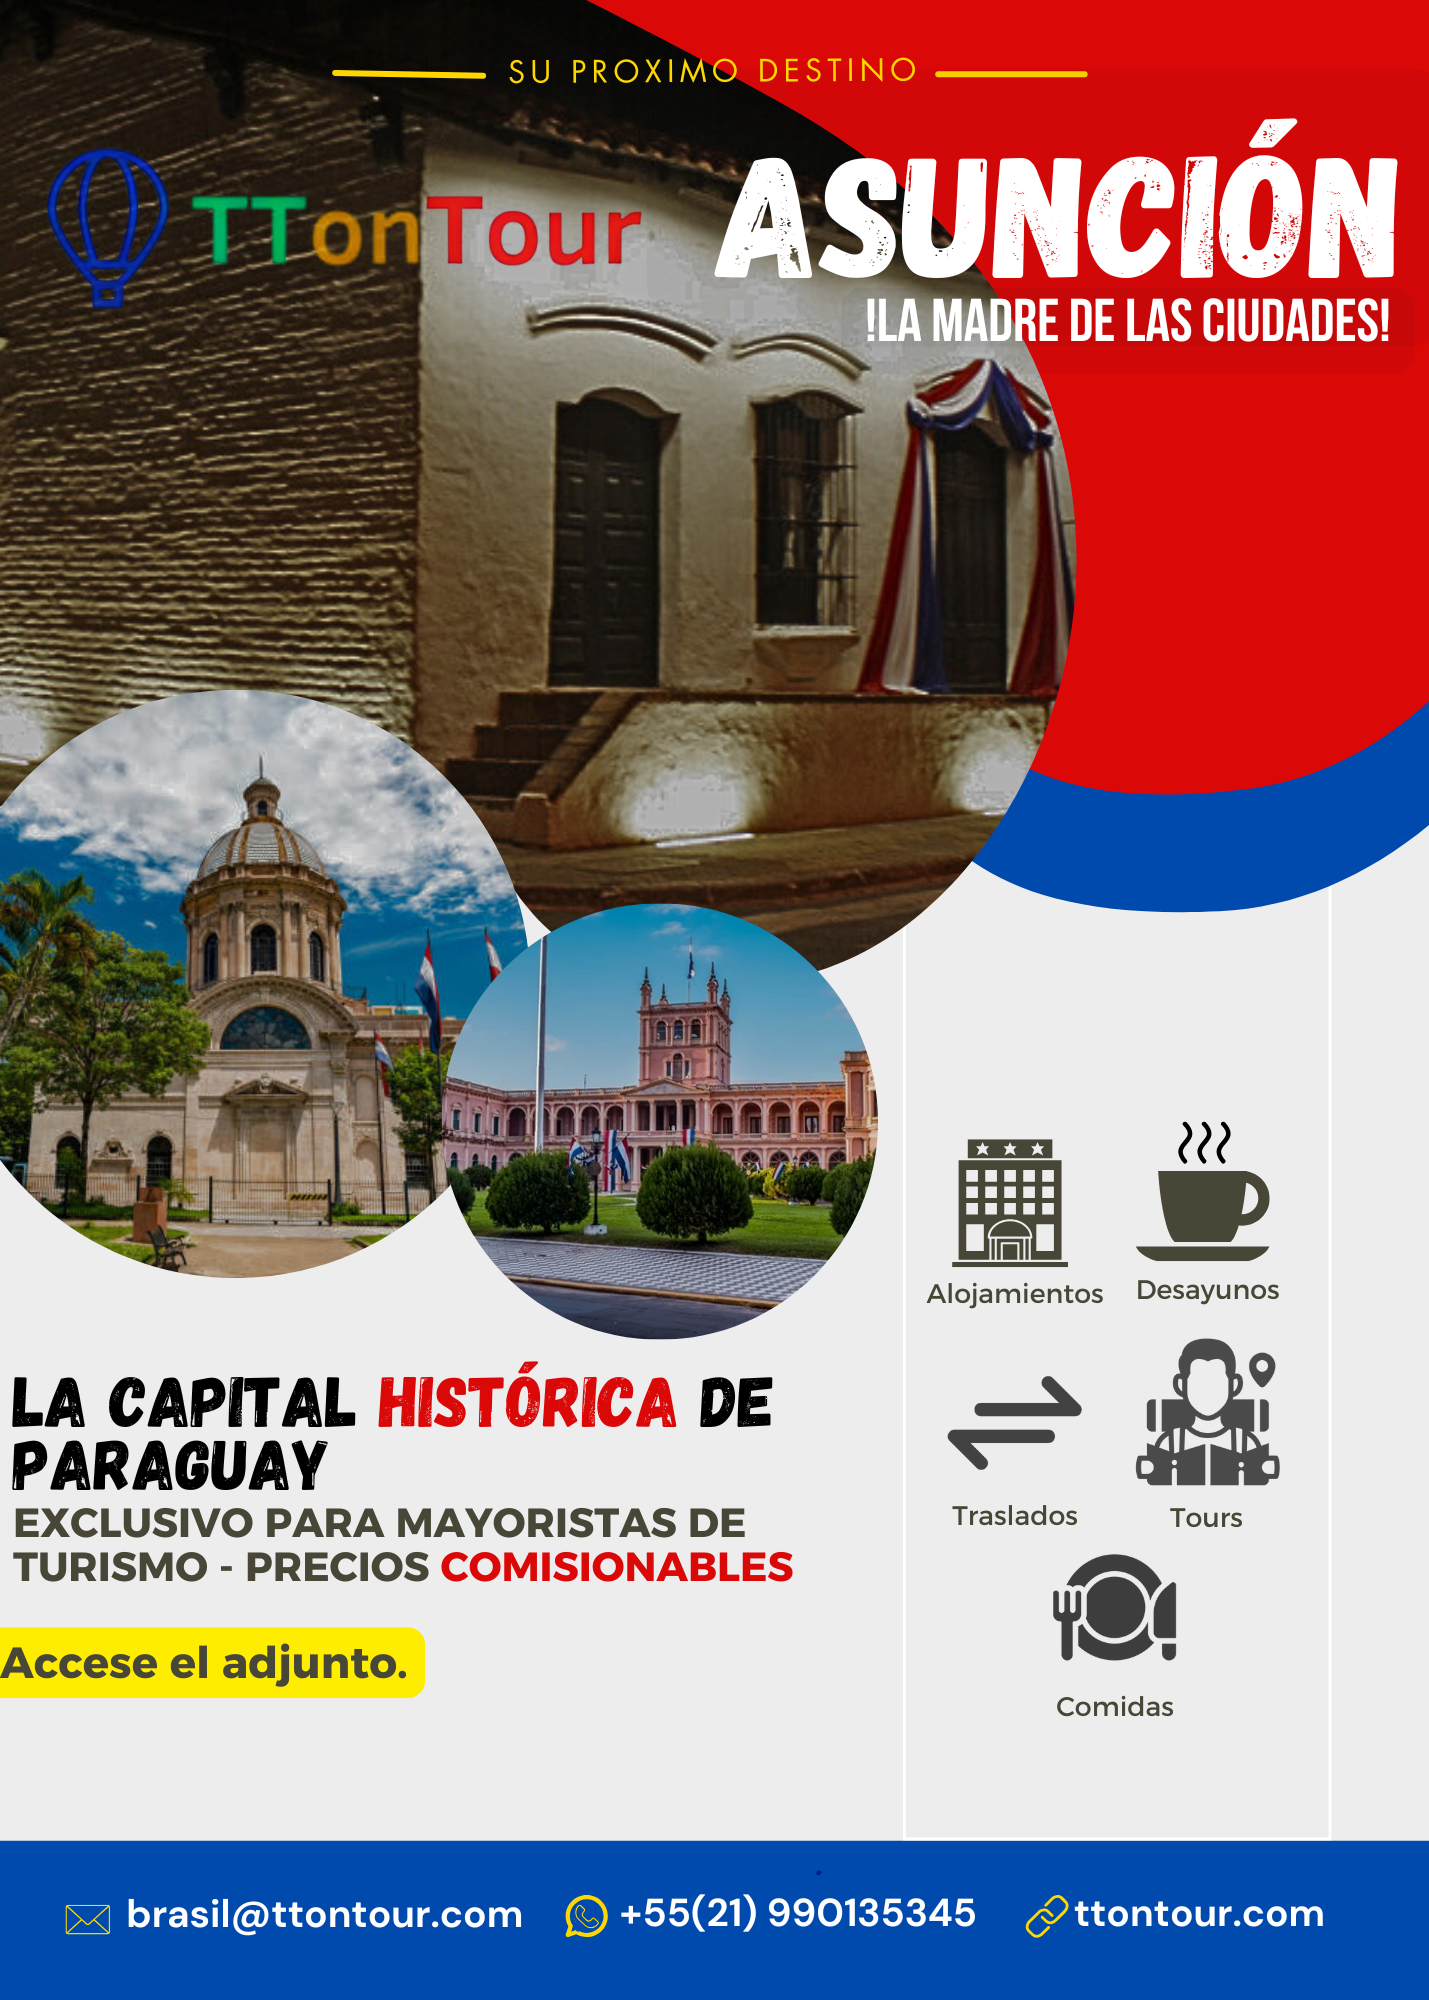 SU PROXIMO DESTINO
TTonTour
ASUNCIÓN
!LA MADRE DE LAS CIUDADES!
Alojamientos
Desayunos
Traslados
Tours
Comidas
LA CAPITAL HISTÓRICA DE
PARAGUAY
EXCLUSIVO PARA MAYORISTAS DE
TURISMO - PRECIOS COMISIONABLES
Accese el adjunto.
brasil@ttontour.com
+55(21) 990135345
ttontour.com